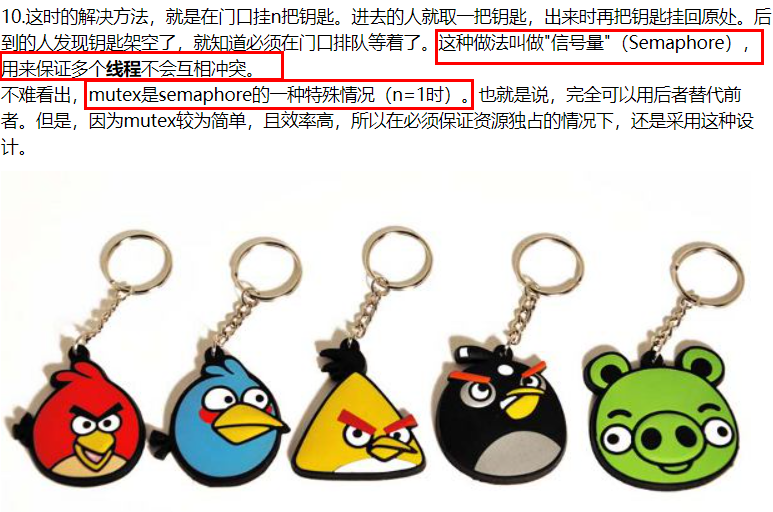 10.这时的解决方法，就是在门口挂n把钥匙。进去的人就取一把钥匙，出来时再把钥匙挂回原处。后
到的人发现钥匙架空了，就知道必须在门口排队等着了。这种做法叫做"信号量"（Semaphore），
用来保证多个线程不会互相冲突。
不难看出，mutex是semaphore的一种特殊情况（n=1时）。也就是说，完全可以用后者替代前
者。但是，因为mutex较为简单，且效率高，所以在必须保证资源独占的情况下，还是采用这种设
计。